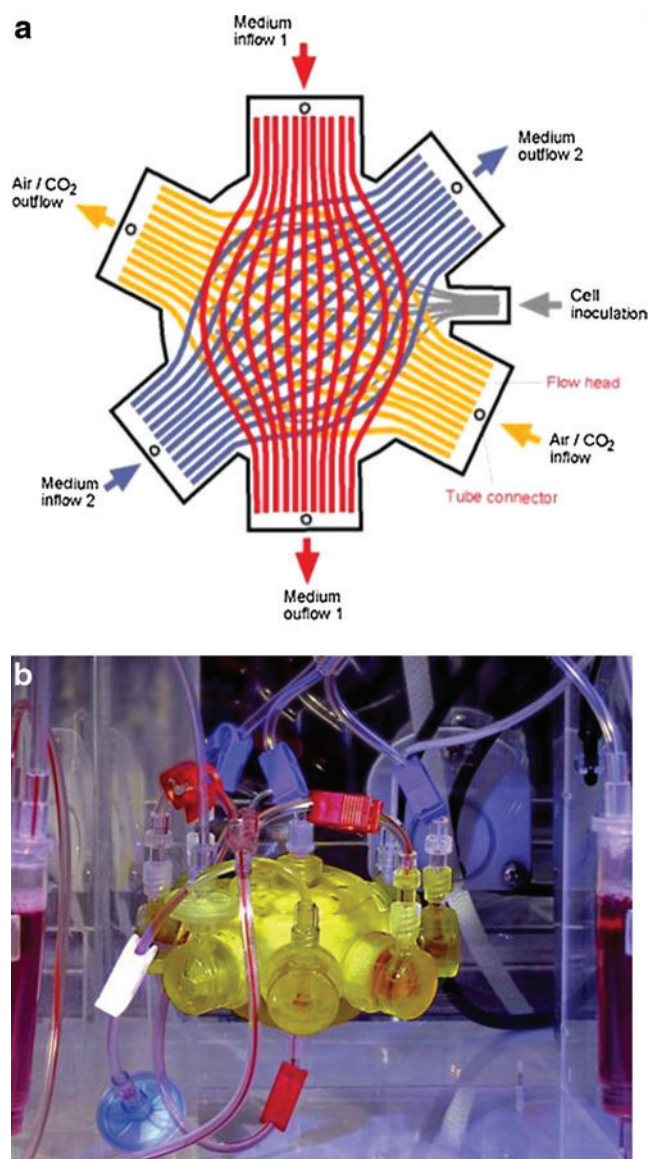 a
Medium
inflow 1
Medium
outflow 2
Air / CO₂
outflow
Cell
inoculation
Flow head
Air / CO₂
inflow
Medium
inflow 2
Tube connector
Medium
ouflow 1
b